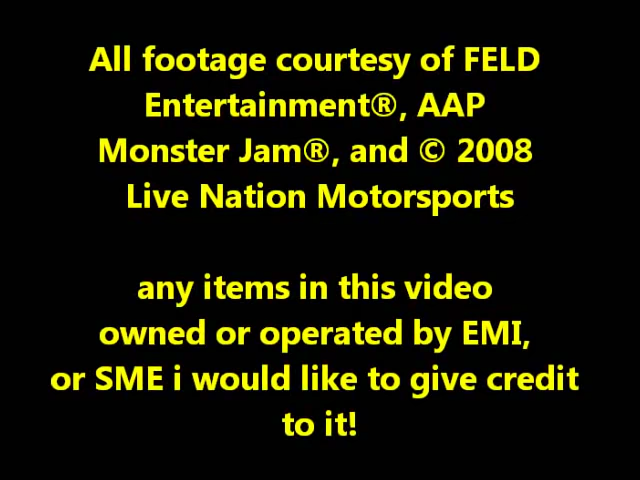 All footage courtesy of FELD
Entertainment®, AAP
Monster Jam®, and © 2008
Live Nation Motorsports
any items in this video
owned or operated by EMI,
or SME i would like to give credit
to it!